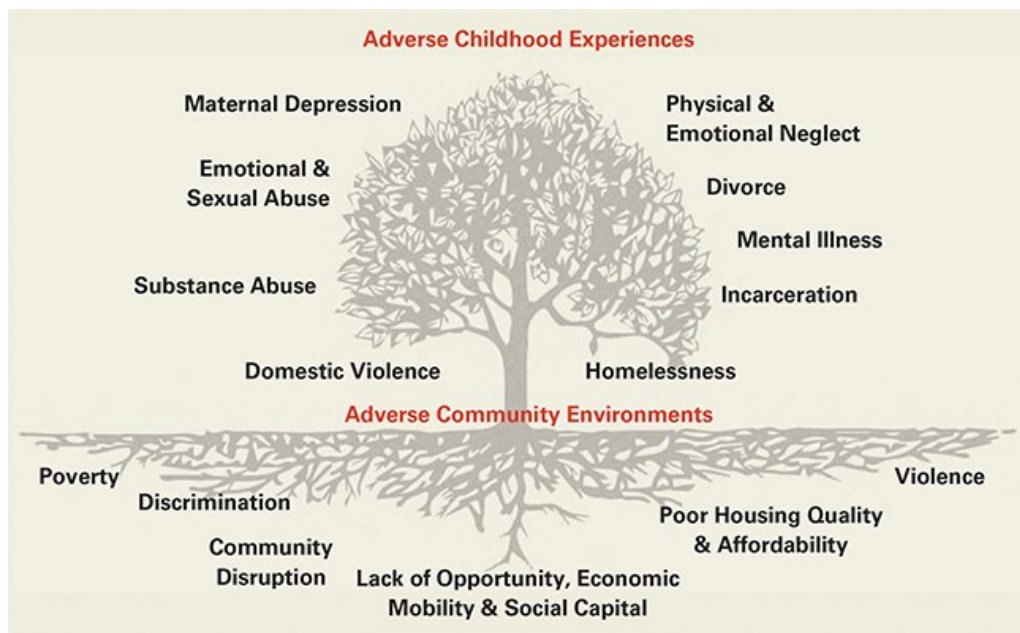 Adverse Childhood Experiences
Maternal Depression
Physical &
Emotional Neglect
Emotional &
Sexual Abuse
Divorce
Mental Illness
Substance Abuse
Incarceration
Domestic Violence
Homelessness
Adverse Community Environments
Poverty
Violence
Discrimination
Poor Housing Quality
& Affordability
Community
Disruption
Lack of Opportunity, Economic
Mobility & Social Capital